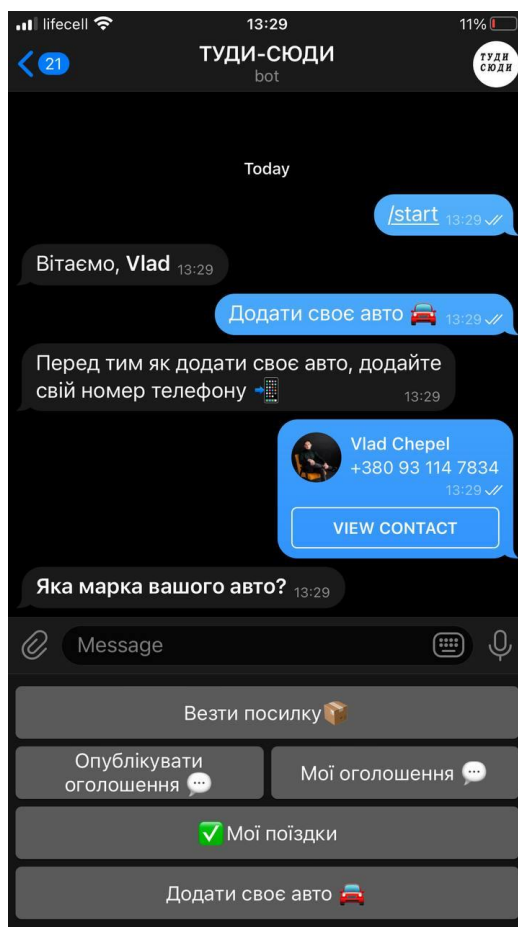 lifecell 13:29 11%
21 ТУДИ-СЮДИ
bot
ТУДИ
СЮДИ
Today
/start 13:29
Вітаємо, Vlad 13:29
Додати своє авто 🚘 13:29
Перед тим як додати своє авто, додайте
свій номер телефону 📲 13:29
Vlad Chepel
+380 93 114 7834
13:29
VIEW CONTACT
Яка марка вашого авто? 13:29
Message
Везти посилку📦
Опублікувати
оголошення 💬
Мої оголошення 💬
✅ Мої поїздки
Додати своє авто 🚘